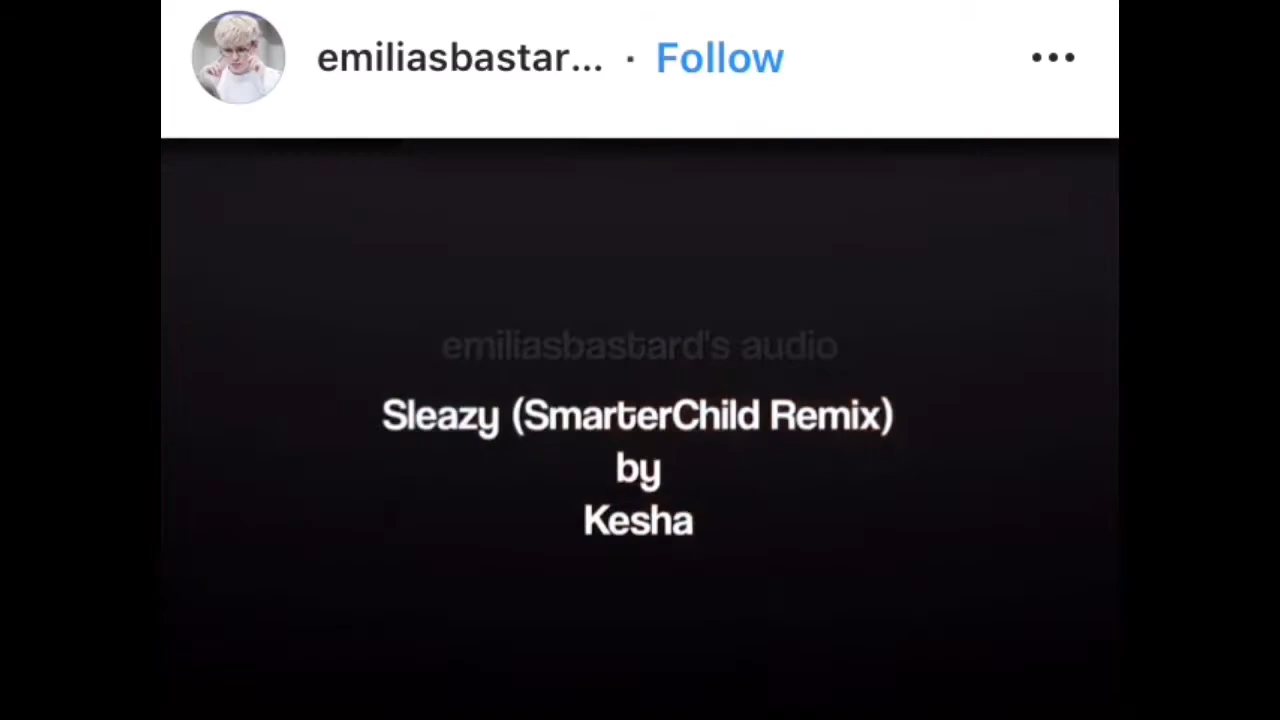 emiliasbastar... · Follow
emiliasbastard's audio
Sleazy (SmarterChild Remix)
by
Kesha